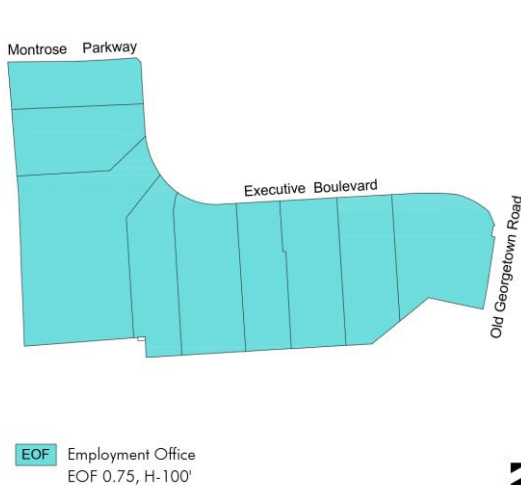 Montrose Parkway
Executive Boulevard
Old Georgetown Road
EOF Employment Office
EOF 0.75, H-100'